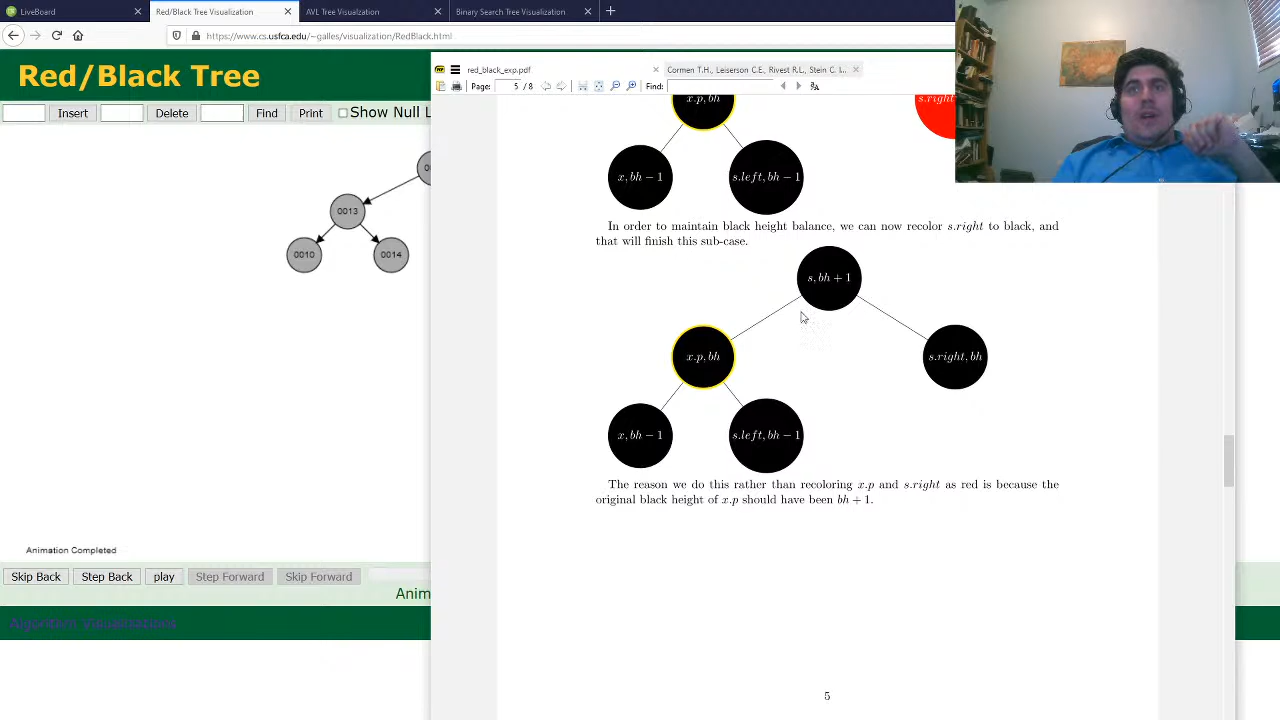 LiveBoard
Red/Black Tree Visualization
AVL Tree Visualzation
Binary Search Tree Visualization
https://www.cs.usfca.edu/~galles/visualization/RedBlack.html
Red/Black Tree
Insert
Delete
Find
Print
Show Null L
0013
0010
0014
Animation Completed
Skip Back
Step Back
play
Step Forward
Skip Forward
Anim
Algorithm Visualizations
red_black_exp.pdf
Cormen T.H., Leiserson C.E., Rivest R.L., Stein C. I...
Page: 5 / 8
Find:
x.p, bh
s.right
x, bh − 1
s.left, bh − 1
In order to maintain black height balance, we can now recolor s.right to black, and
that will finish this sub-case.
s, bh + 1
x.p, bh
s.right, bh
x, bh − 1
s.left, bh − 1
The reason we do this rather than recoloring x.p and s.right as red is because the
original black height of x.p should have been bh + 1.
5